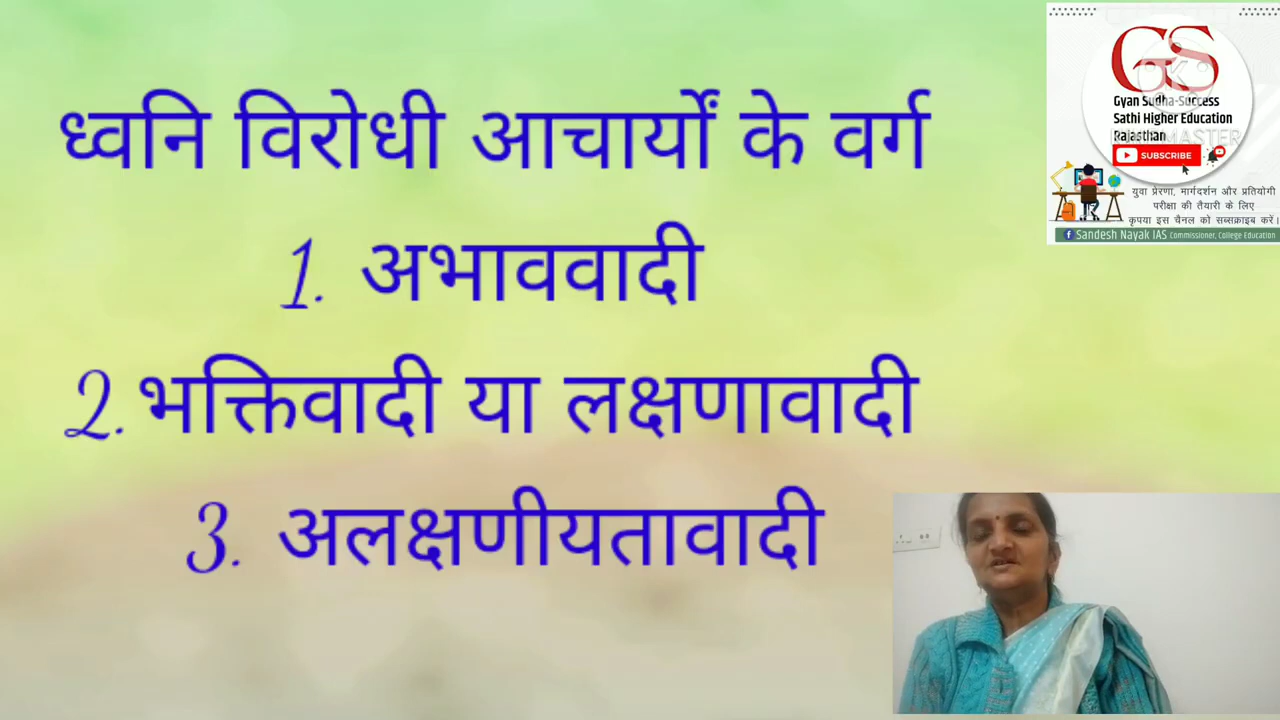 ध्वनि विरोधी आचार्यों के वर्ग
1. अभाववादी
2. भक्तिवादी या लक्षणावादी
3. अलक्षणीयतावादी
GS
Gyan Sudha-Success
Sathi Higher Education
Rajasthan
SUBSCRIBE
युवा प्रेरणा, मार्गदर्शन और प्रतियोगी
परीक्षा की तैयारी के लिए
कृपया इस चैनल को सब्सक्राइब करें।
f Sandesh Nayak IAS Commissioner, College Education